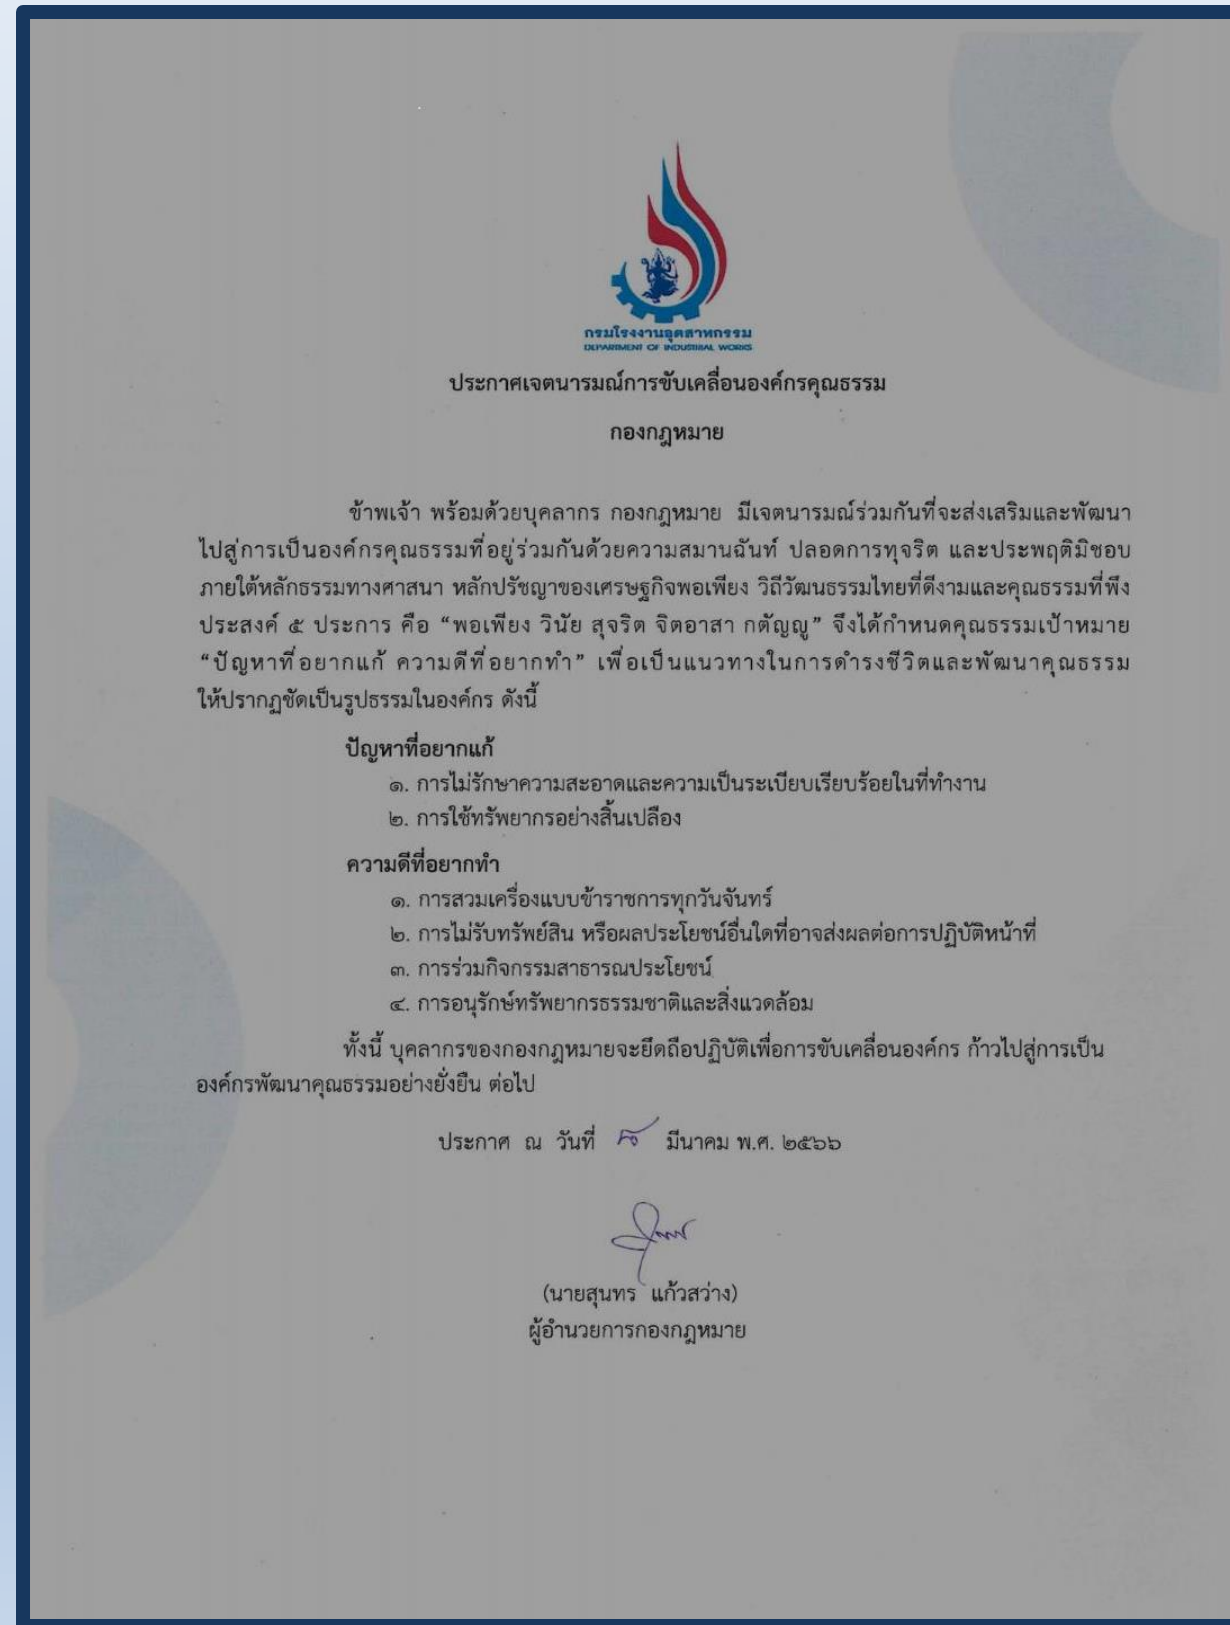 กรมโรงงานอุตสาหกรรม
DEPARTMENT OF INDUSTRIAL WORKS
ประกาศเจตนารมณ์การขับเคลื่อนองค์กรคุณธรรม
กองกฎหมาย
ข้าพเจ้า พร้อมด้วยบุคลากร กองกฎหมาย มีเจตนารมณ์ร่วมกันที่จะส่งเสริมและพัฒนา
ไปสู่การเป็นองค์กรคุณธรรมที่อยู่ร่วมกันด้วยความสมานฉันท์ ปลอดการทุจริต และประพฤติมิชอบ
ภายใต้หลักธรรมทางศาสนา หลักปรัชญาของเศรษฐกิจพอเพียง วิถีวัฒนธรรมไทยที่ดีงามและคุณธรรมที่พึง
ประสงค์ ๕ ประการ คือ “พอเพียง วินัย สุจริต จิตอาสา กตัญญู” จึงได้กำหนดคุณธรรมเป้าหมาย
“ปัญหาที่อยากแก้ ความดีที่อยากทำ” เพื่อเป็นแนวทางในการดำรงชีวิตและพัฒนาคุณธรรม
ให้ปรากฏชัดเป็นรูปธรรมในองค์กร ดังนี้
ปัญหาที่อยากแก้
๑. การไม่รักษาความสะอาดและความเป็นระเบียบเรียบร้อยในที่ทำงาน
๒. การใช้ทรัพยากรอย่างสิ้นเปลือง
ความดีที่อยากทำ
๑. การสวมเครื่องแบบข้าราชการทุกวันจันทร์
๒. การไม่รับทรัพย์สิน หรือผลประโยชน์อื่นใดที่อาจส่งผลต่อการปฏิบัติหน้าที่
๓. การร่วมกิจกรรมสาธารณประโยชน์
๔. การอนุรักษ์ทรัพยากรธรรมชาติและสิ่งแวดล้อม
ทั้งนี้ บุคลากรของกองกฎหมายจะยึดถือปฏิบัติเพื่อการขับเคลื่อนองค์กร ก้าวไปสู่การเป็น
องค์กรพัฒนาคุณธรรมอย่างยั่งยืน ต่อไป
ประกาศ ณ วันที่ มีนาคม พ.ศ. ๒๕๖๖
(นายสุนทร แก้วสว่าง)
ผู้อำนวยการกองกฎหมาย